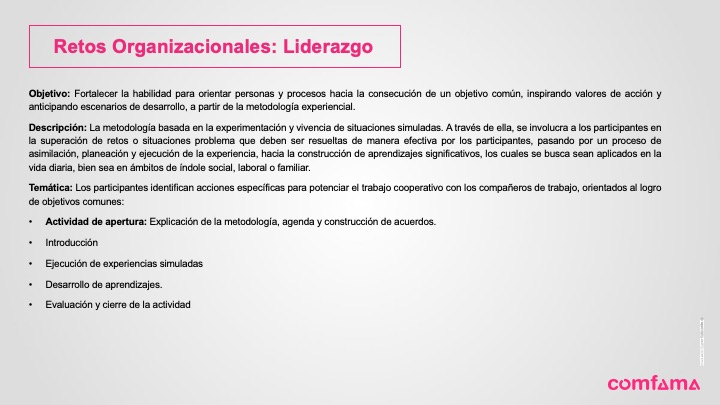 Retos Organizacionales: Liderazgo
Objetivo: Fortalecer la habilidad para orientar personas y procesos hacia la consecución de un objetivo común, inspirando valores de acción y
anticipando escenarios de desarrollo, a partir de la metodología experiencial.
Descripción: La metodología basada en la experimentación y vivencia de situaciones simuladas. A través de ella, se involucra a los participantes en
la superación de retos o situaciones problema que deben ser resueltas de manera efectiva por los participantes, pasando por un proceso de
asimilación, planeación y ejecución de la experiencia, hacia la construcción de aprendizajes significativos, los cuales se busca sean aplicados en la
vida diaria, bien sea en ámbitos de índole social, laboral o familiar.
Temática: Los participantes identifican acciones específicas para potenciar el trabajo cooperativo con los compañeros de trabajo, orientados al logro
de objetivos comunes:
• Actividad de apertura: Explicación de la metodología, agenda y construcción de acuerdos.
• Introducción
• Ejecución de experiencias simuladas
• Desarrollo de aprendizajes.
• Evaluación y cierre de la actividad
comfama